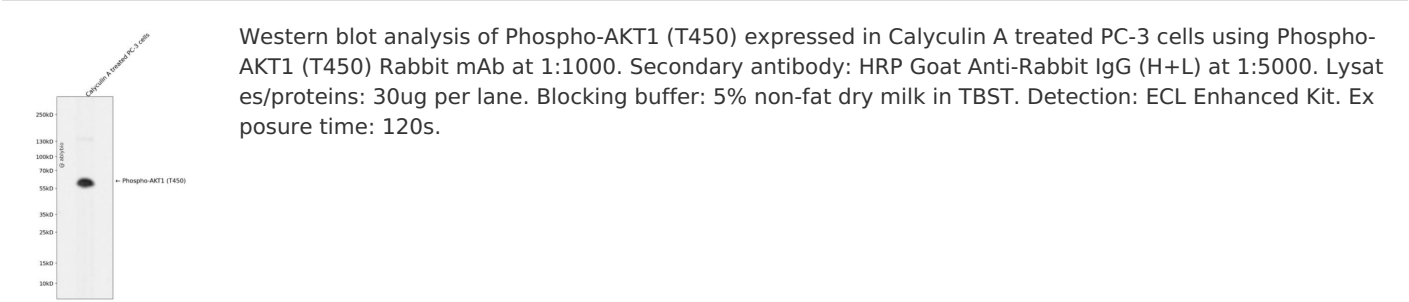 Calyculin A treated PC-3 cells
250kD
130kD
100kD
70kD
55kD
35kD
25kD
15kD
10kD
@ abybio
← Phospho-AKT1 (T450)
Western blot analysis of Phospho-AKT1 (T450) expressed in Calyculin A treated PC-3 cells using Phospho-
AKT1 (T450) Rabbit mAb at 1:1000. Secondary antibody: HRP Goat Anti-Rabbit IgG (H+L) at 1:5000. Lysat
es/proteins: 30ug per lane. Blocking buffer: 5% non-fat dry milk in TBST. Detection: ECL Enhanced Kit. Ex
posure time: 120s.